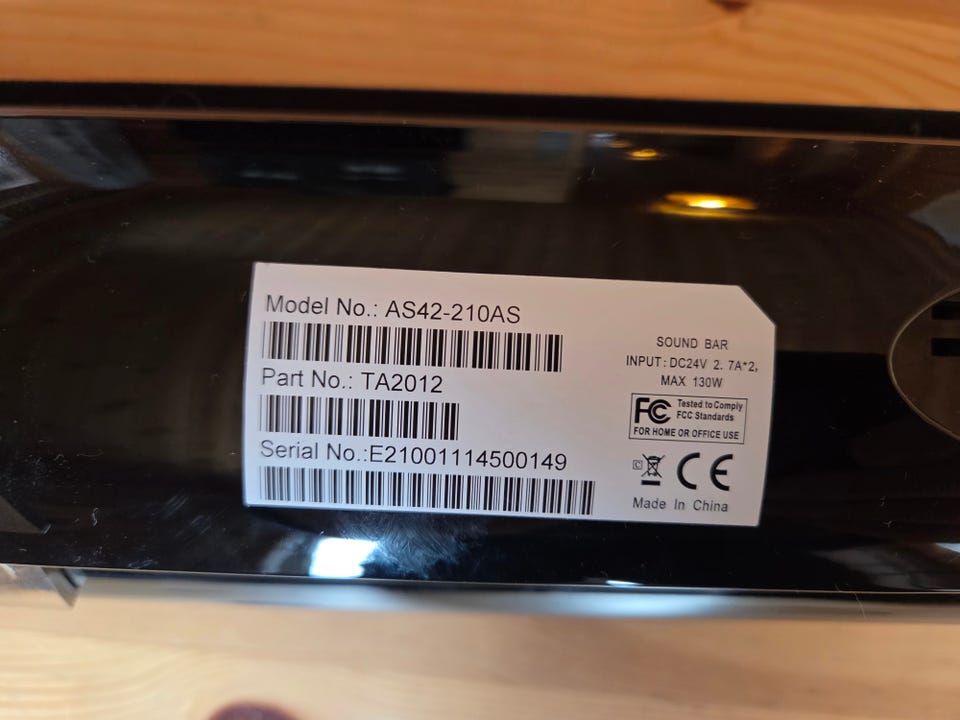 Model No.: AS42-210AS
Part No.: TA2012
Serial No.:E21001114500149
SOUND BAR
INPUT: DC24V 2. 7A*2,
MAX 130W
FC Tested to Comply
FCC Standards
FOR HOME OR OFFICE USE
CE
Made In China